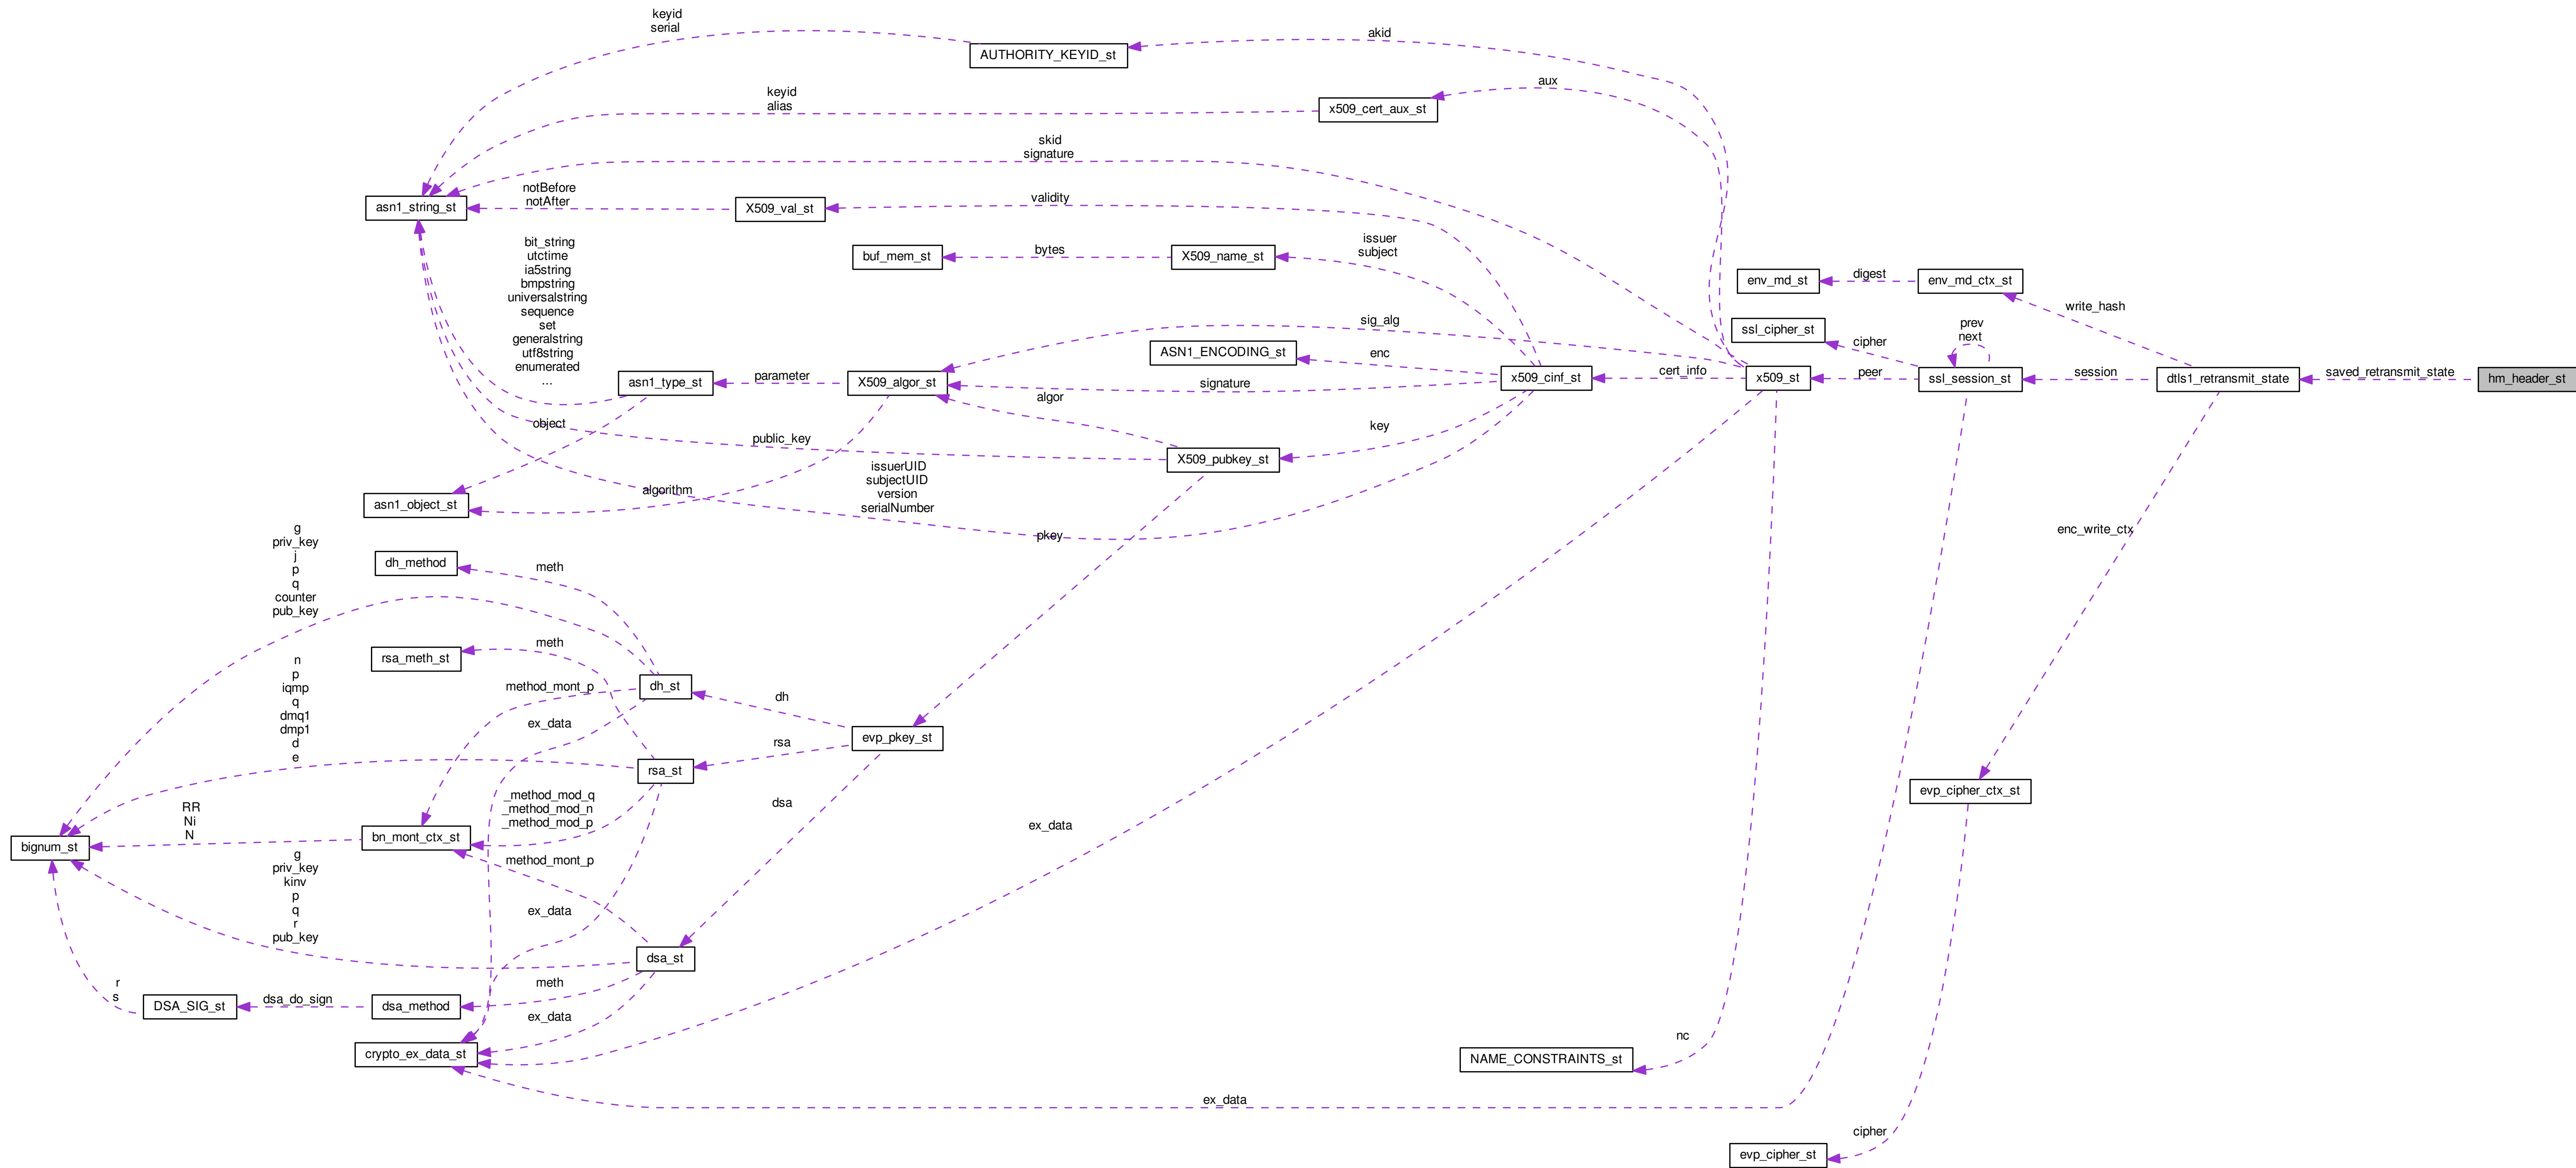 keyid
serial
akid
AUTHORITY_KEYID_st
aux
keyid
alias
x509_cert_aux_st
skid
signature
notBefore
notAfter
validity
asn1_string_st
X509_val_st
bit_string
utctime
ia5string
bmpstring
universalstring
sequence
set
generalstring
utf8string
enumerated
...
issuer
subject
buf_mem_st
bytes
X509_name_st
env_md_st
digest
env_md_ctx_st
write_hash
sig_alg
ssl_cipher_st
cipher
prev
next
ASN1_ENCODING_st
enc
asn1_type_st
parameter
X509_algor_st
signature
x509_cinf_st
cert_info
x509_st
peer
ssl_session_st
session
dtls1_retransmit_state
saved_retransmit_state
hm_header_st
algor
object
public_key
key
X509_pubkey_st
issuerUID
subjectUID
version
serialNumber
algorithm
asn1_object_st
pkey
enc_write_ctx
g
priv_key
j
p
q
counter
pub_key
dh_method
meth
rsa_meth_st
meth
n
p
iqmp
q
dmq1
dmp1
d
e
method_mont_p
dh_st
dh
ex_data
evp_pkey_st
rsa
rsa_st
_method_mod_q
_method_mod_n
_method_mod_p
dsa
evp_cipher_ctx_st
RR
Ni
N
bignum_st
bn_mont_ctx_st
ex_data
method_mont_p
g
priv_key
kinv
p
q
r
pub_key
ex_data
dsa_st
r
s
DSA_SIG_st
dsa_do_sign
dsa_method
meth
ex_data
crypto_ex_data_st
nc
NAME_CONSTRAINTS_st
ex_data
cipher
evp_cipher_st